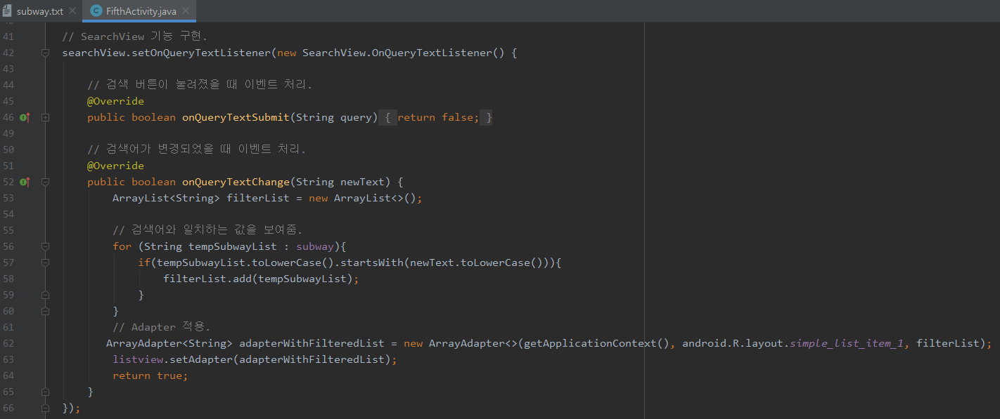 subway.txt FifthActivity.java
41 // SearchView 기능 구현.
42 searchView.setOnQueryTextListener(new SearchView.OnQueryTextListener() {
43
44 // 검색 버튼이 눌려졌을 때 이벤트 처리.
45 @Override
46 public boolean onQueryTextSubmit(String query) { return false; }
49
50 // 검색어가 변경되었을 때 이벤트 처리.
51 @Override
52 public boolean onQueryTextChange(String newText) {
53 ArrayList<String> filterList = new ArrayList<>();
54
55 // 검색어와 일치하는 값을 보여줌.
56 for (String tempSubwayList : subway){
57 if(tempSubwayList.toLowerCase().startsWith(newText.toLowerCase())){
58 filterList.add(tempSubwayList);
59 }
60 }
61 // Adapter 적용.
62 ArrayAdapter<String> adapterWithFilteredList = new ArrayAdapter<>(getApplicationContext(), android.R.layout.simple_list_item_1, filterList);
63 listview.setAdapter(adapterWithFilteredList);
64 return true;
65 }
66 });